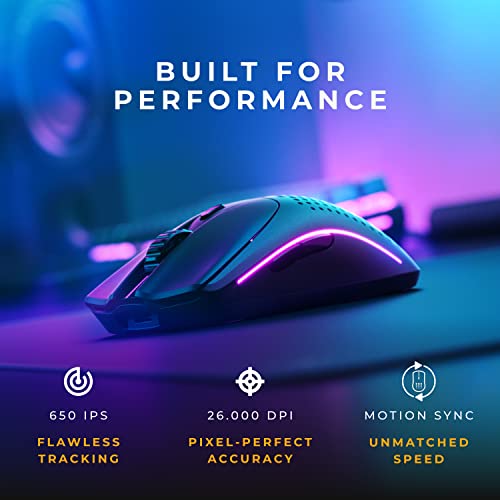 BUILT FOR
PERFORMANCE
650 IPS
26.000 DPI
MOTION SYNC
FLAWLESS
TRACKING
PIXEL-PERFECT
ACCURACY
UNMATCHED
SPEED